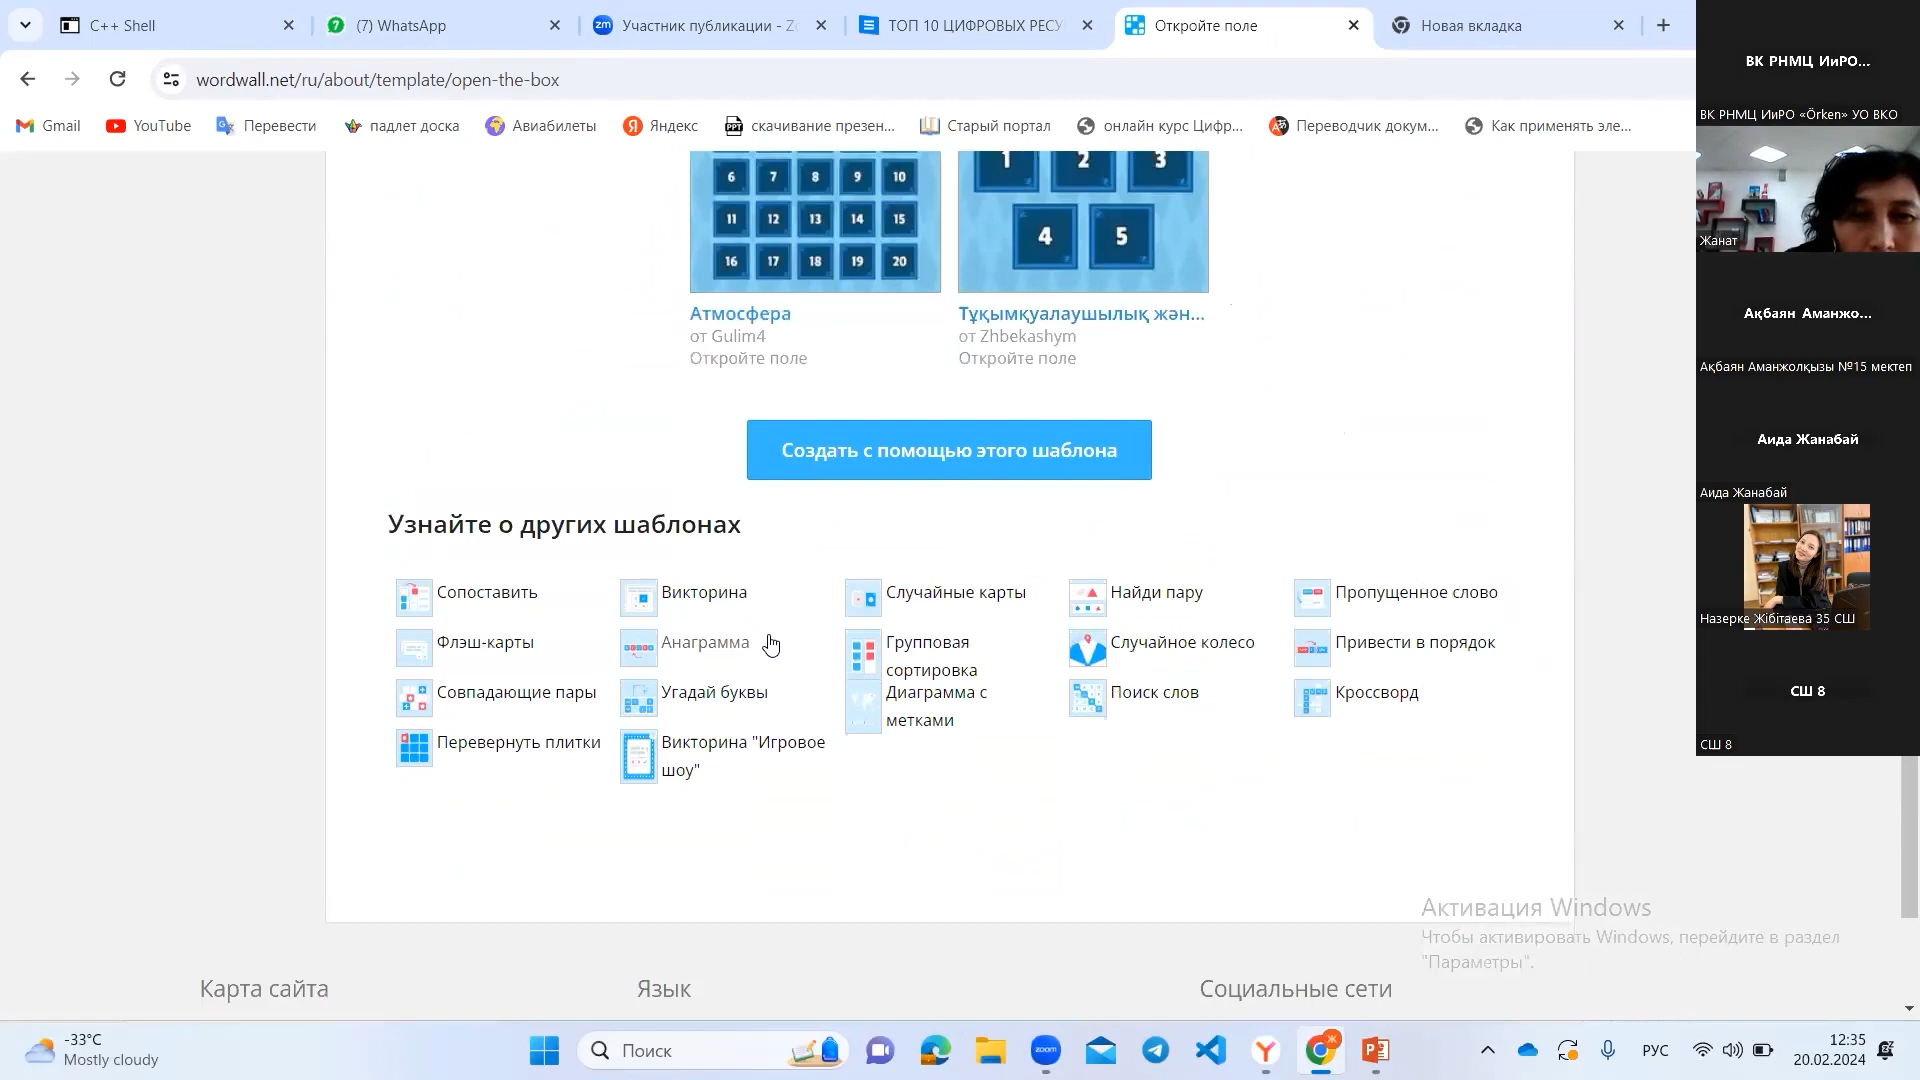 C++ Shell
(7) WhatsApp
Участник публикации - Zo
ТОП 10 ЦИФРОВЫХ РЕСУ
Откройте поле
Новая вкладка
wordwall.net/ru/about/template/open-the-box
Gmail
YouTube
Перевести
падлет доска
Авиабилеты
Яндекс
скачивание презен...
Старый портал
онлайн курс Цифр...
Переводчик докум...
Как применять эле...
6 7 8 9 10
11 12 13 14 15
16 17 18 19 20
1 2 3
4 5
Атмосфера
от Gulim4
Откройте поле
Тұқымқуалаушылық жән...
от Zhbekashym
Откройте поле
Создать с помощью этого шаблона
Узнайте о других шаблонах
Сопоставить
Викторина
Случайные карты
Найди пару
Пропущенное слово
Флэш-карты
Анаграмма
Групповая
сортировка
Случайное колесо
Привести в порядок
Совпадающие пары
Угадай буквы
Диаграмма с
метками
Поиск слов
Кроссворд
Перевернуть плитки
Викторина "Игровое
шоу"
Активация Windows
Чтобы активировать Windows, перейдите в раздел
"Параметры".
Карта сайта
Язык
Социальные сети
ВК РНМЦ ИиРО...
ВК РНМЦ ИиРО «Örken» УО ВКО
Жанат
Ақбаян Аманжо...
Ақбаян Аманжолқызы №15 мектеп
Аида Жанабай
Аида Жанабай
Назерке Жібітаева 35 СШ
СШ 8
СШ 8
-33°C
Mostly cloudy
Поиск
zoom
РУС
12:35
20.02.2024